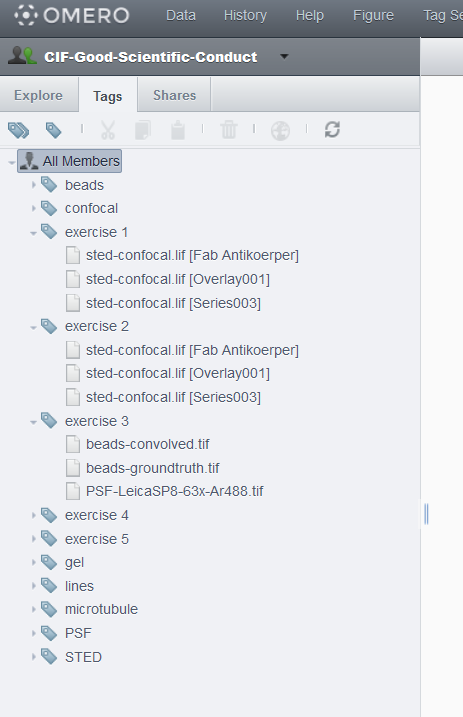 OMERO Data History Help Figure Tag Se
CIF-Good-Scientific-Conduct
Explore Tags Shares
All Members
beads
confocal
exercise 1
sted-confocal.lif [Fab Antikoerper]
sted-confocal.lif [Overlay001]
sted-confocal.lif [Series003]
exercise 2
sted-confocal.lif [Fab Antikoerper]
sted-confocal.lif [Overlay001]
sted-confocal.lif [Series003]
exercise 3
beads-convolved.tif
beads-groundtruth.tif
PSF-LeicaSP8-63x-Ar488.tif
exercise 4
exercise 5
gel
lines
microtubule
PSF
STED